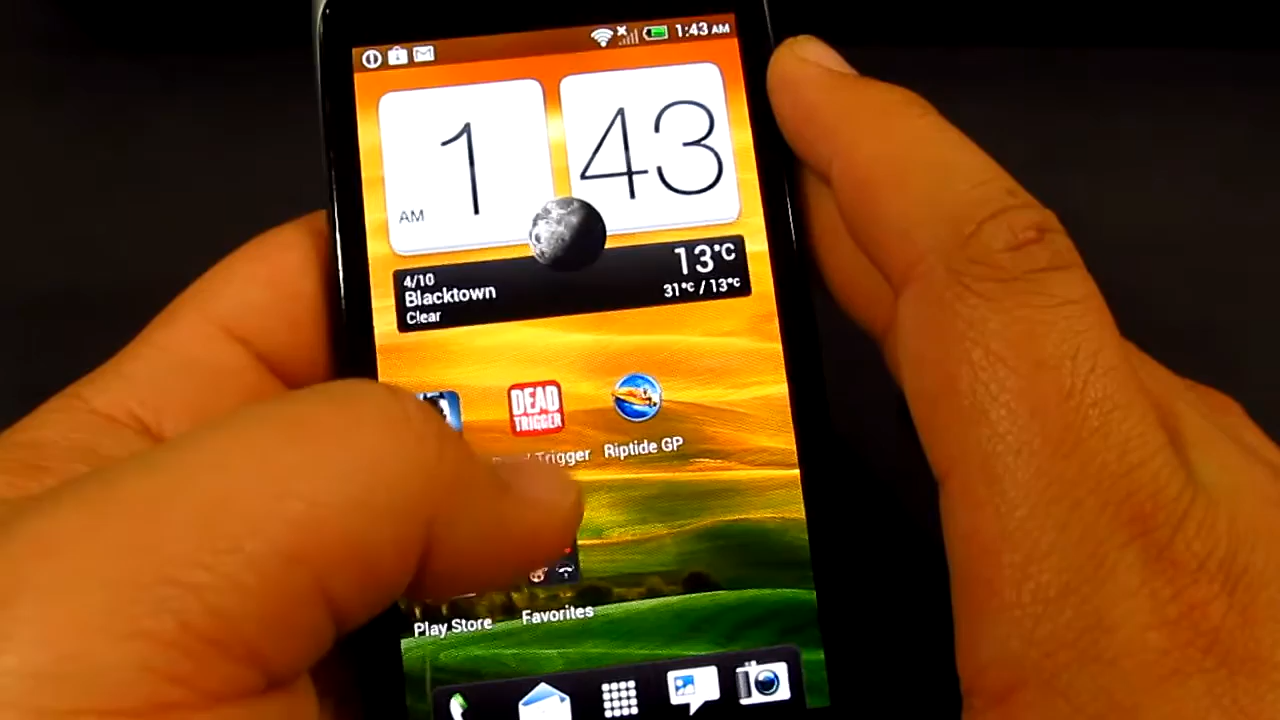 1:43 AM
1 43
AM
4/10
Blacktown
Clear
13°C
31°C / 13°C
DEAD
TRIGGER
Trigger
Riptide GP
Play Store
Favorites